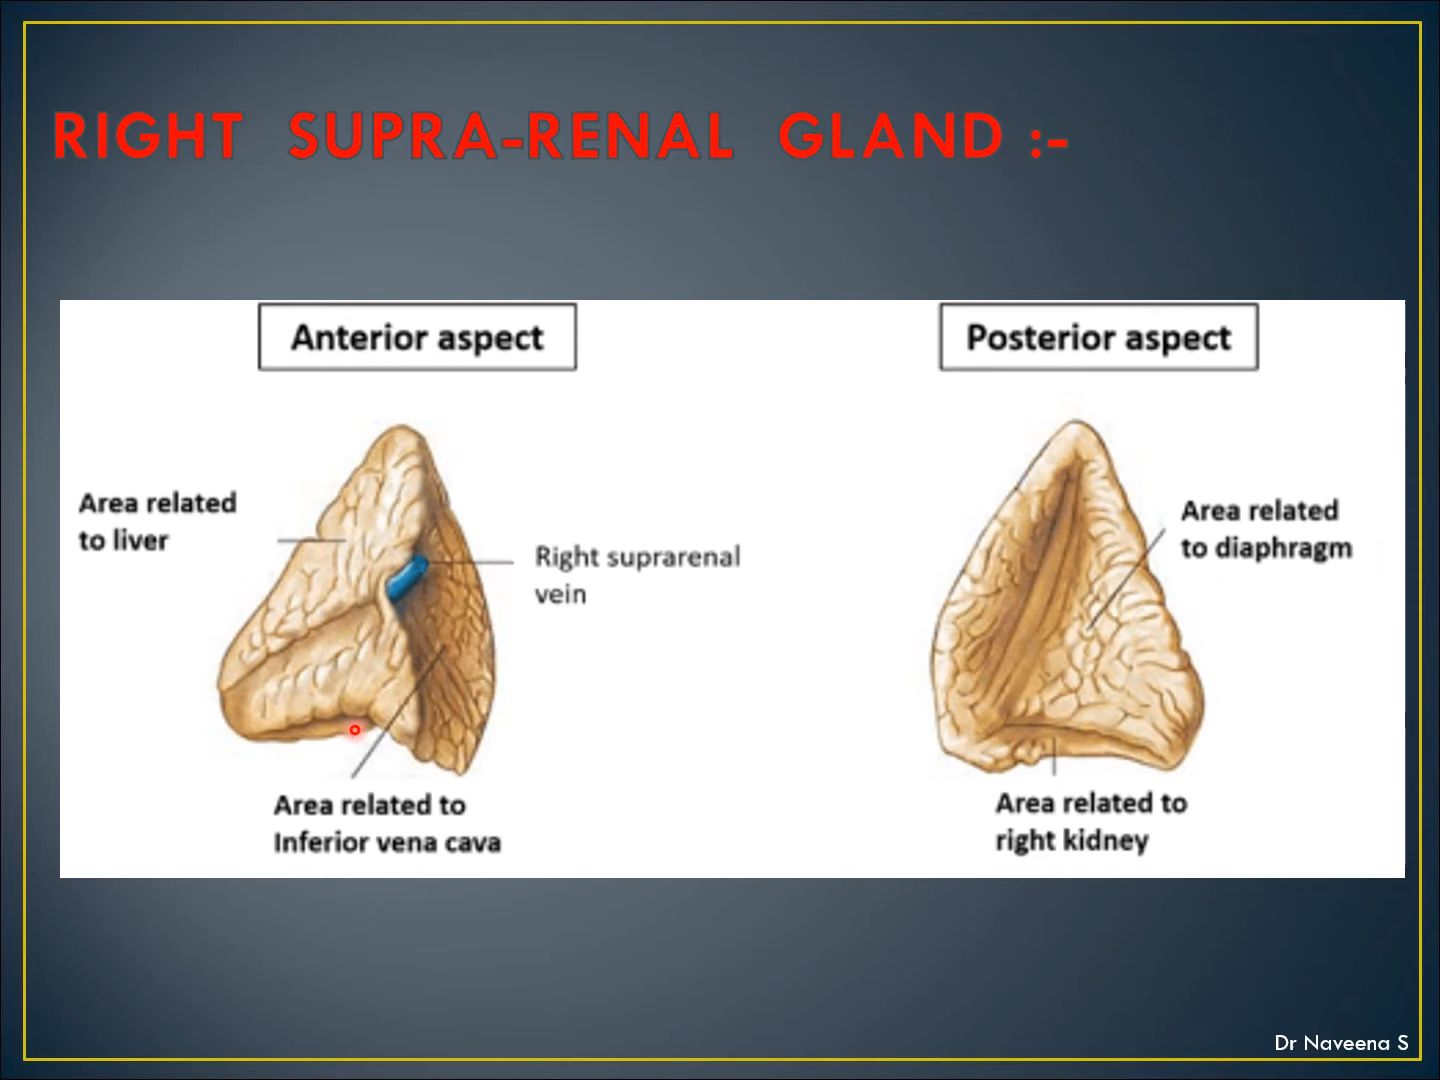 RIGHT SUPRA-RENAL GLAND :-
Anterior aspect
Posterior aspect
Area related
to liver
Right suprarenal
vein
Area related to
Inferior vena cava
Area related
to diaphragm
Area related to
right kidney
Dr Naveena S